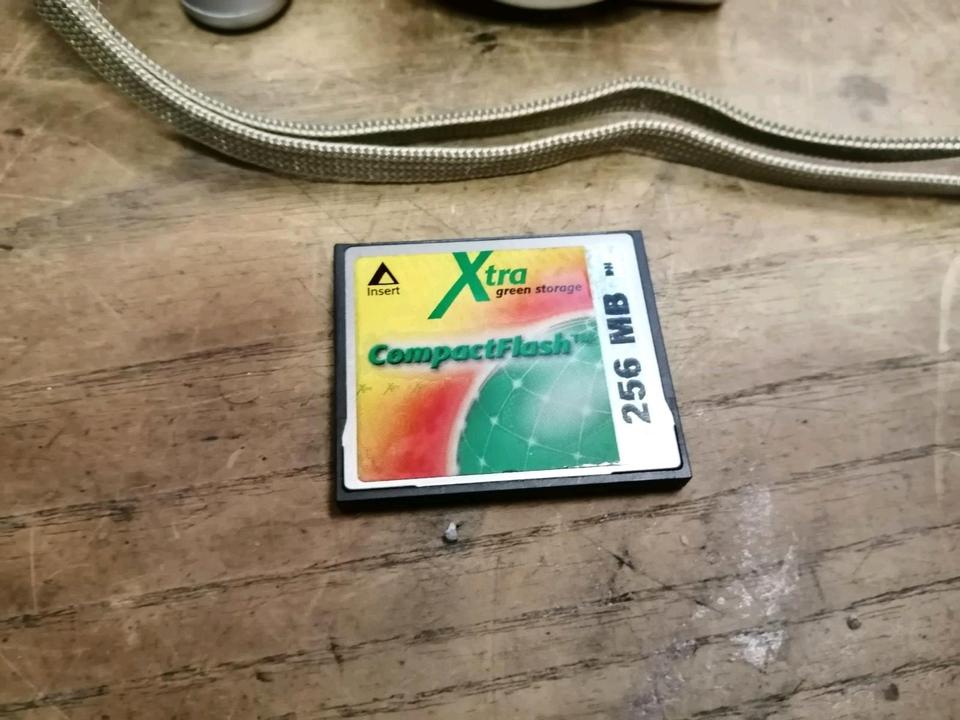 Xtra
green storage
Insert
CompactFlash™
256 MB